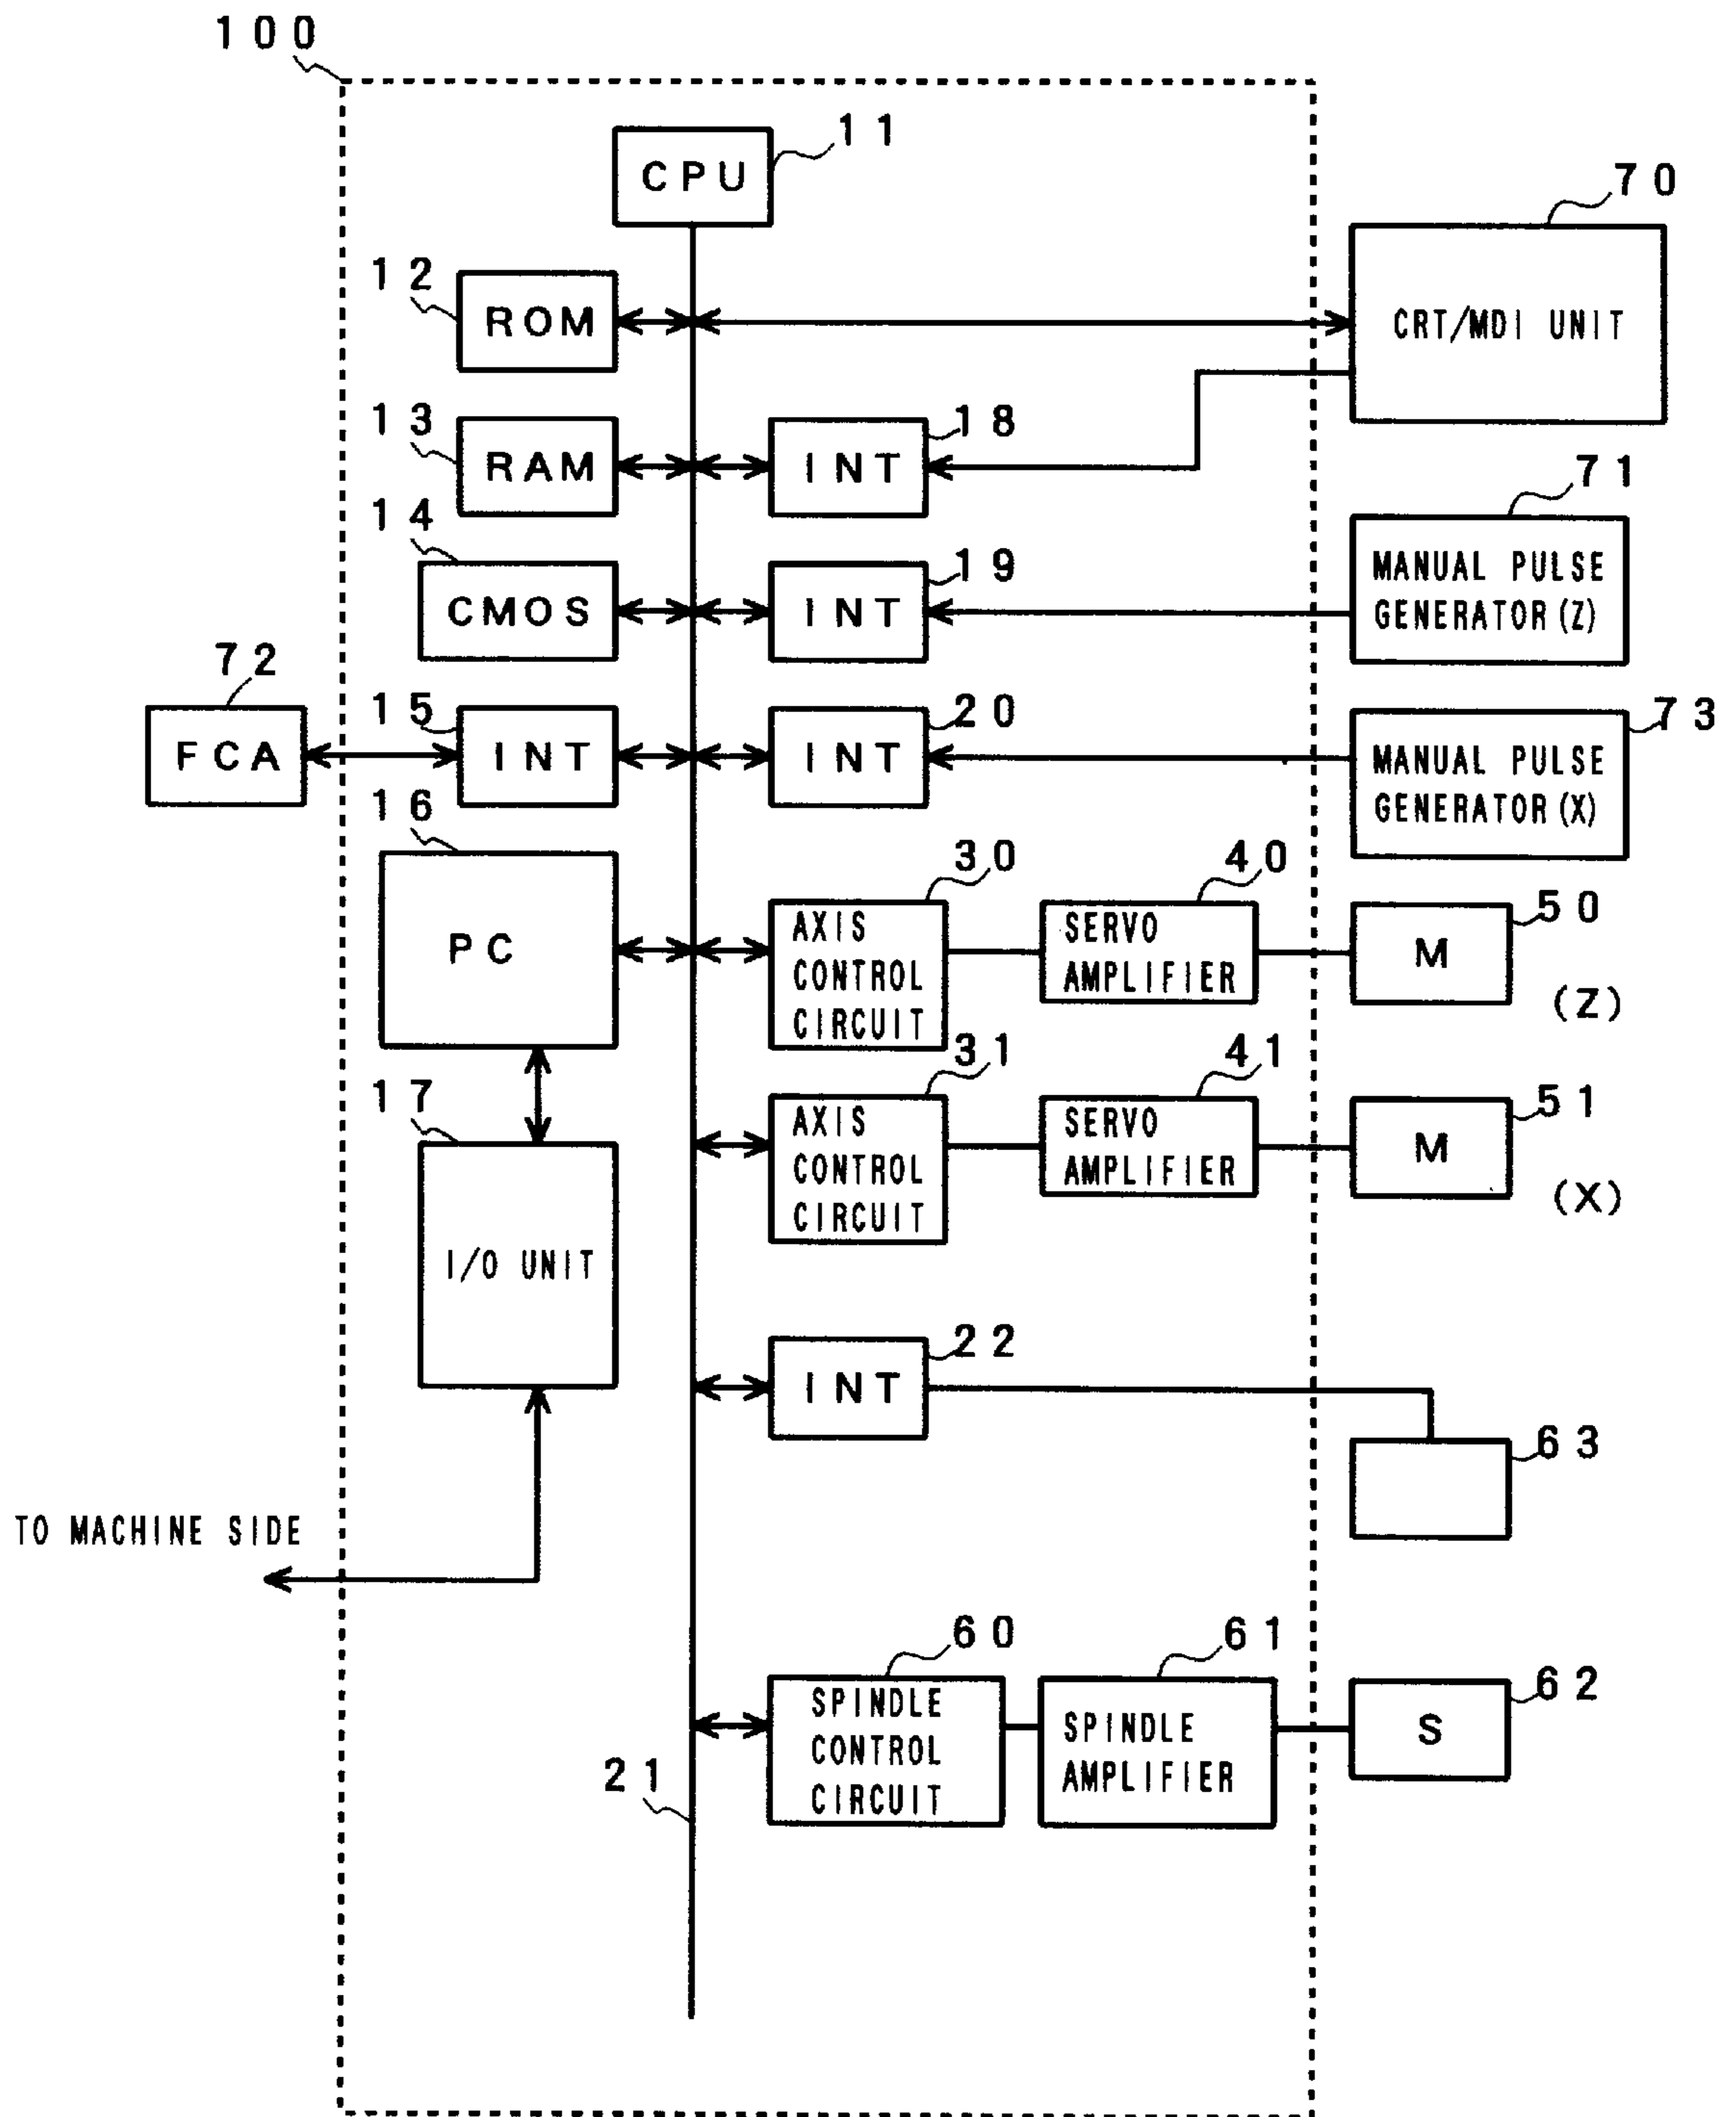 100
11
CPU
70
12
ROM
CRT/MDI UNIT
13
RAM
18
INT
71
14
CMOS
19
INT
MANUAL PULSE
GENERATOR(Z)
72
FCA
15
INT
20
INT
73
MANUAL PULSE
GENERATOR(X)
16
PC
30
AXIS
CONTROL
CIRCUIT
40
SERVO
AMPLIFIER
50
M
(Z)
17
I/O UNIT
31
AXIS
CONTROL
CIRCUIT
41
SERVO
AMPLIFIER
51
M
(X)
22
INT
63
TO MACHINE SIDE
60
SPINDLE
CONTROL
CIRCUIT
61
SPINDLE
AMPLIFIER
62
S
21